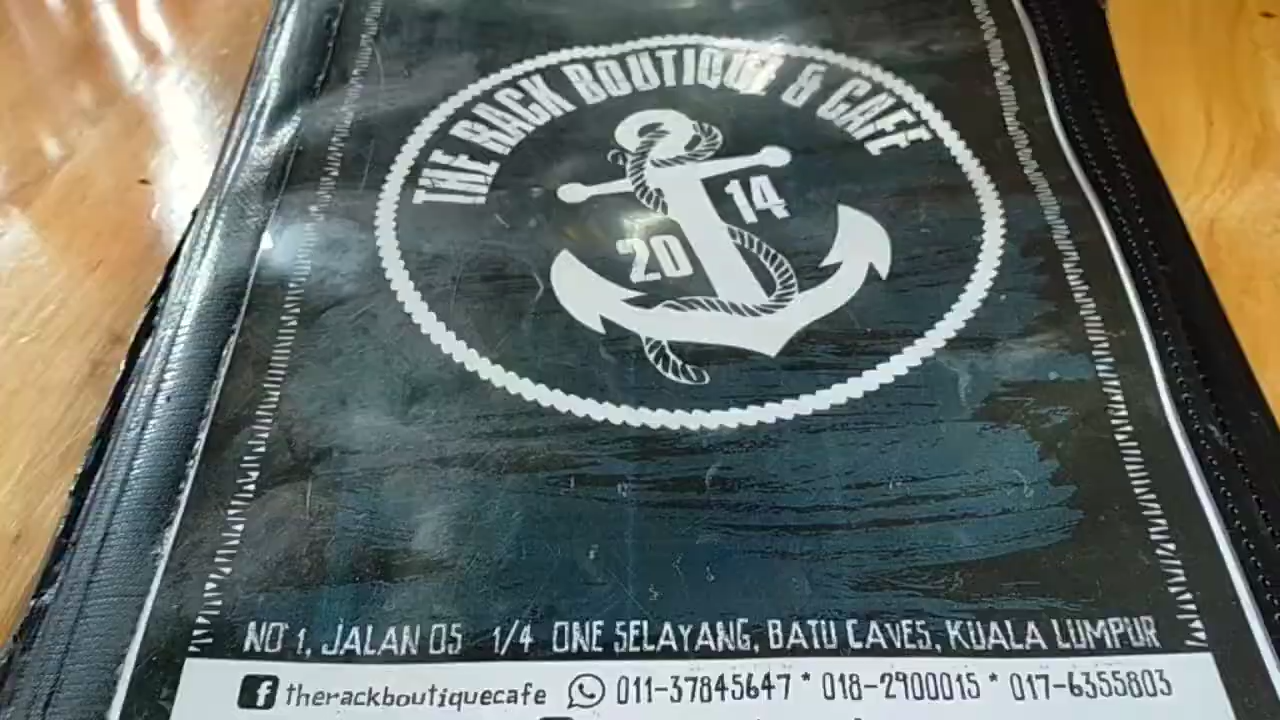 THE RACK BOUTIQUE & CAFE
20 14
NO 1, JALAN OS 1/4 ONE SELAYANG, BATU CAVES, KUALA LUMPUR
therackboutiquecafe 011-37845647 * 018-2900015 * 017-6355803